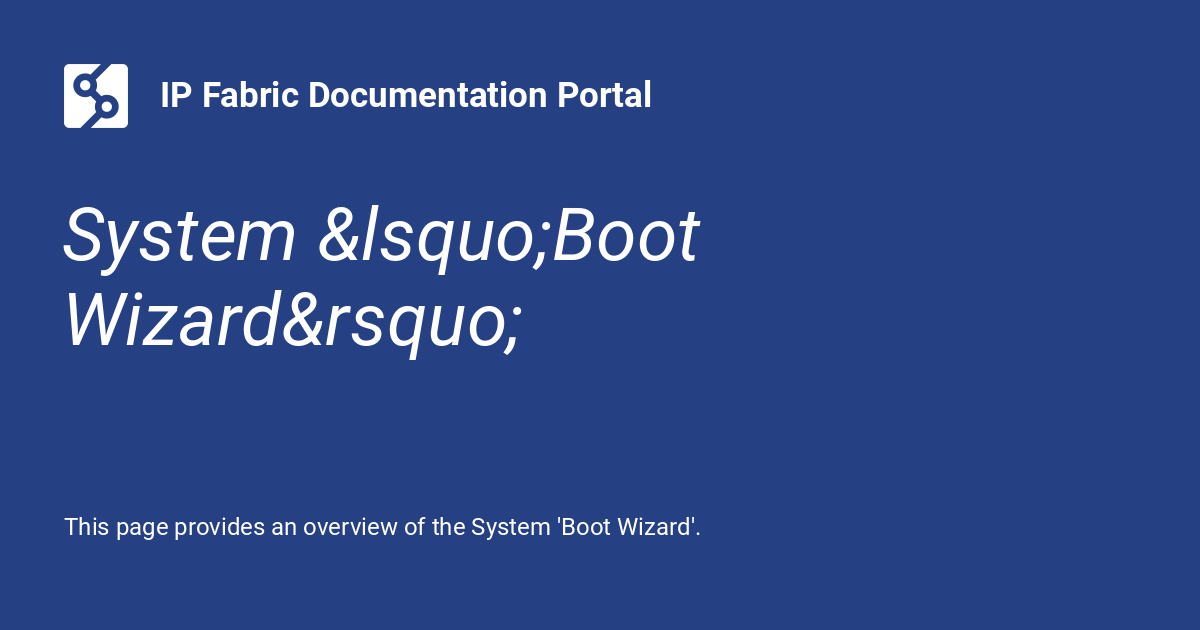 IP Fabric Documentation Portal
System &lsquo;Boot
Wizard&rsquo;
This page provides an overview of the System 'Boot Wizard'.